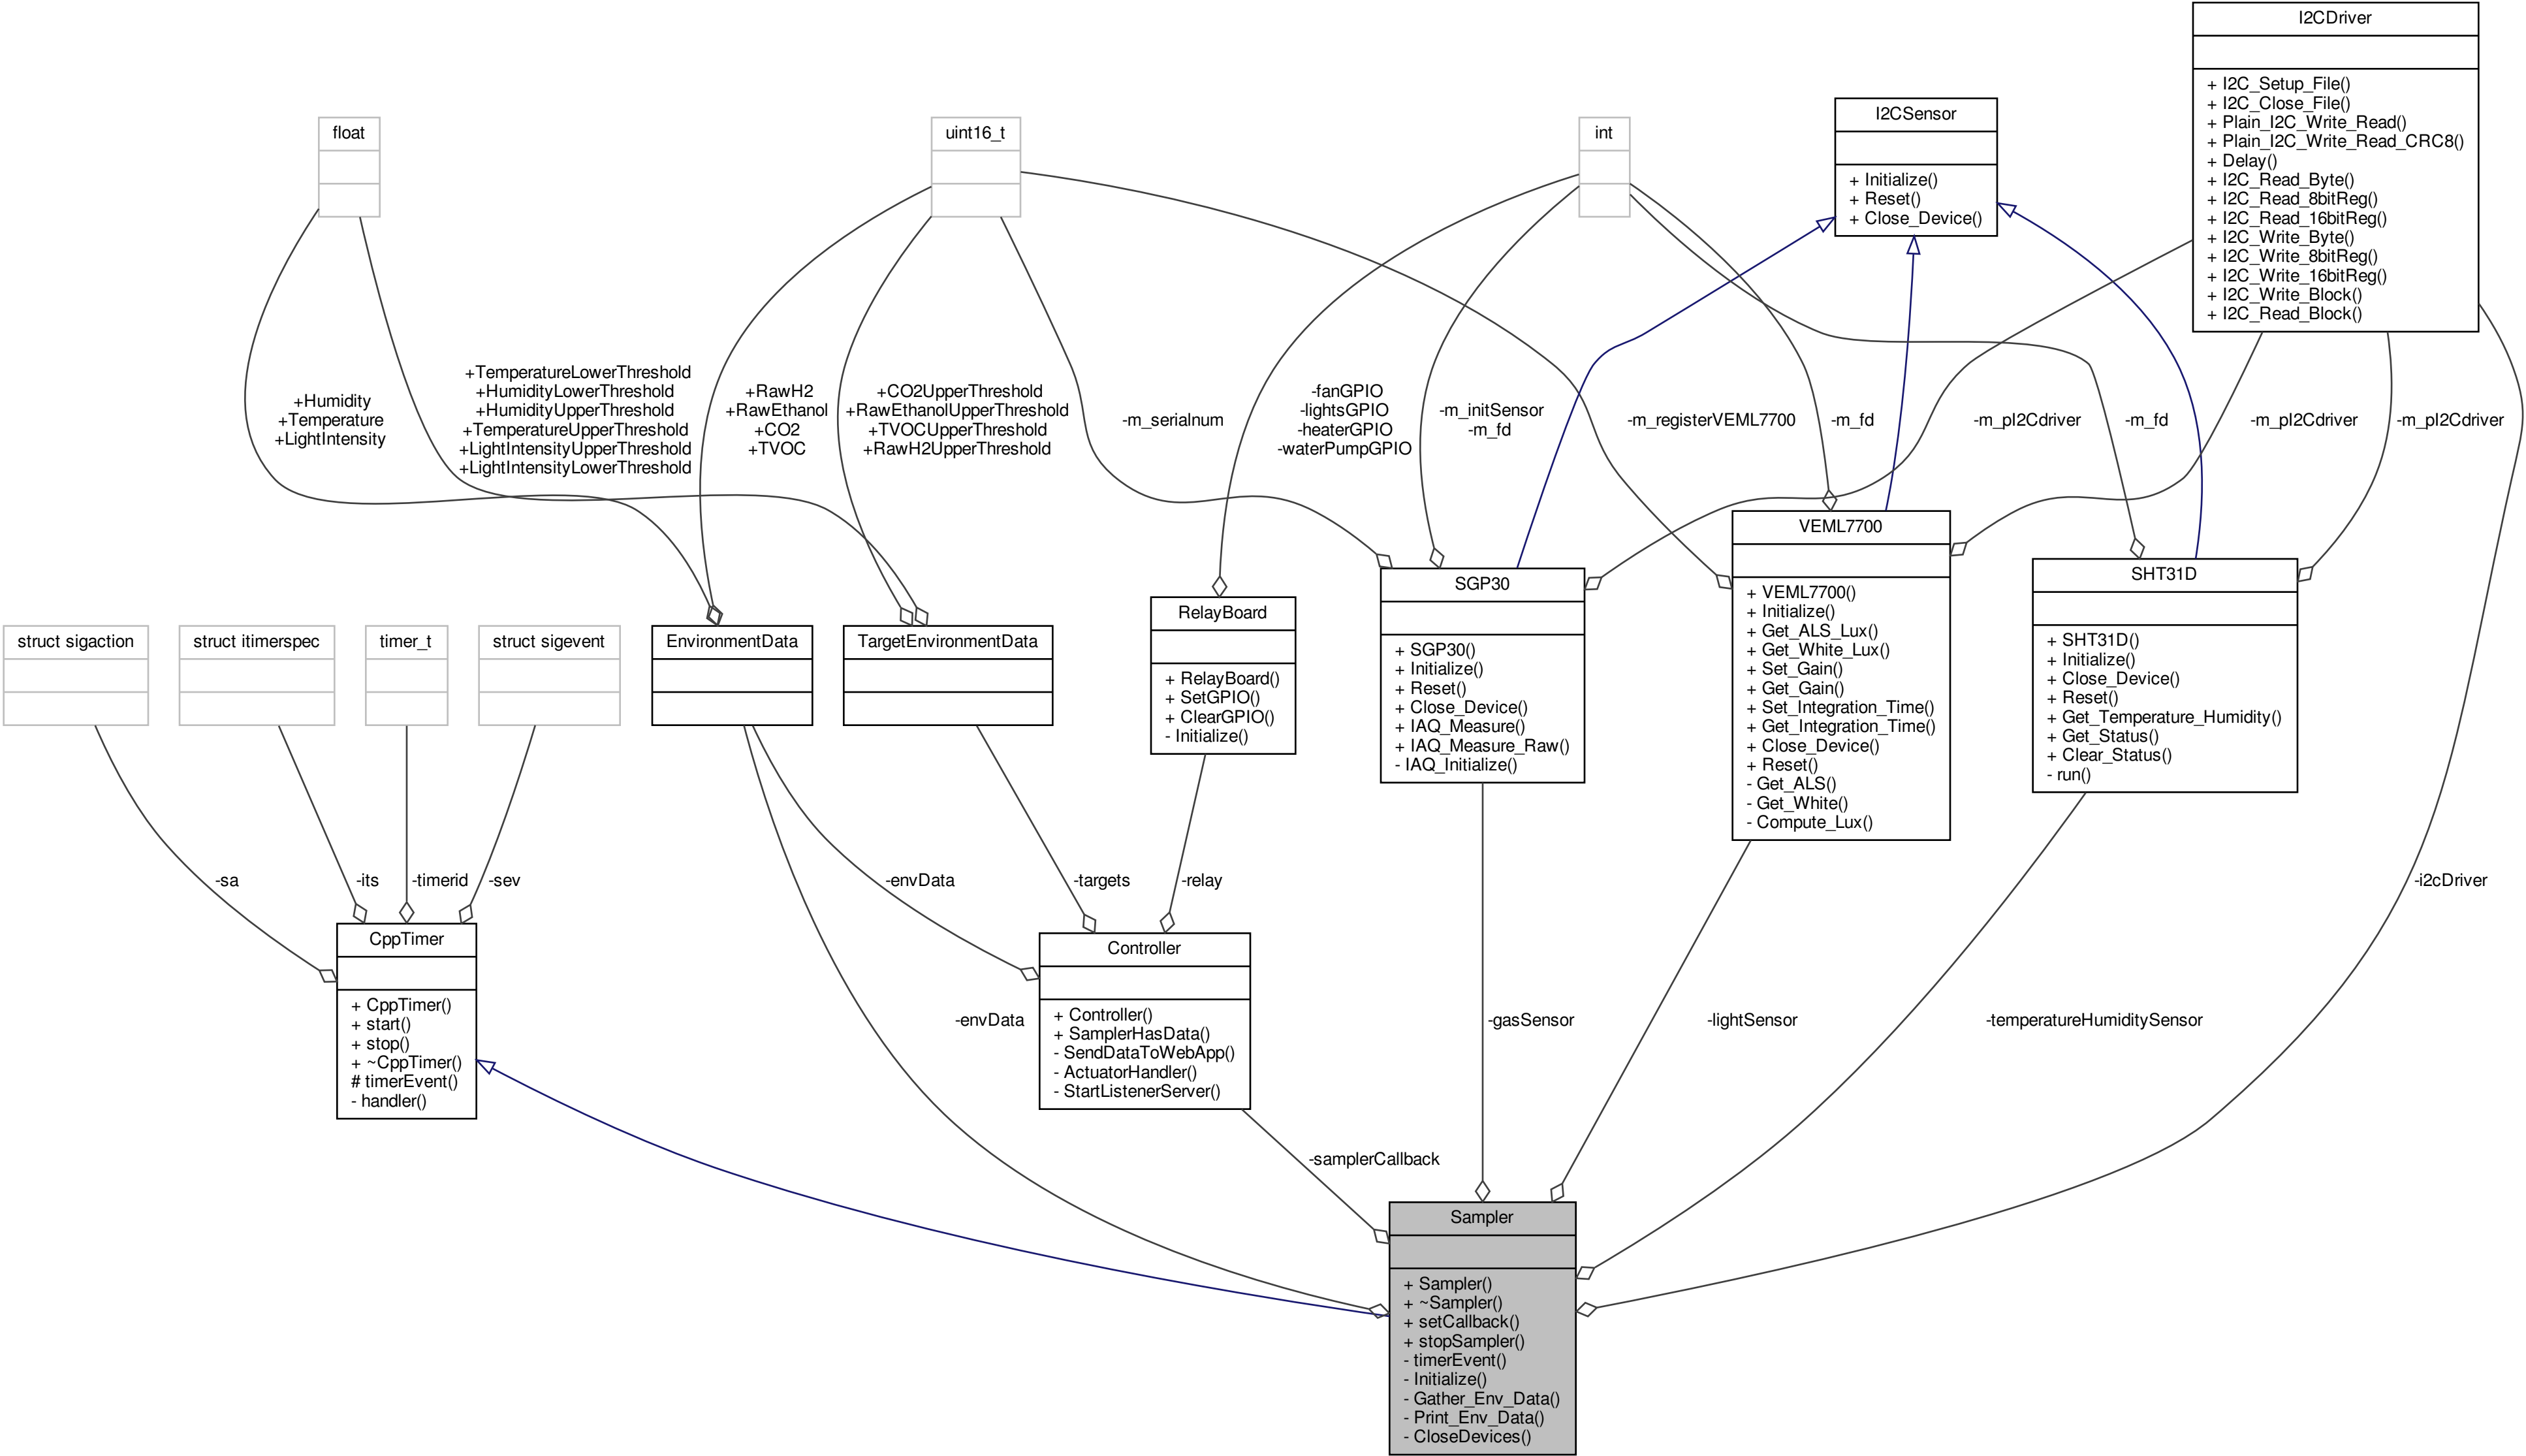 I2CDriver
+ I2C_Setup_File()
+ I2C_Close_File()
+ Plain_I2C_Write_Read()
+ Plain_I2C_Write_Read_CRC8()
+ Delay()
+ I2C_Read_Byte()
+ I2C_Read_8bitReg()
+ I2C_Read_16bitReg()
+ I2C_Write_Byte()
+ I2C_Write_8bitReg()
+ I2C_Write_16bitReg()
+ I2C_Write_Block()
+ I2C_Read_Block()
I2CSensor
+ Initialize()
+ Reset()
+ Close_Device()
float
uint16_t
int
+Humidity
+Temperature
+LightIntensity
+TemperatureLowerThreshold
+HumidityLowerThreshold
+HumidityUpperThreshold
+TemperatureUpperThreshold
+LightIntensityUpperThreshold
+LightIntensityLowerThreshold
+RawH2
+RawEthanol
+CO2
+TVOC
+CO2UpperThreshold
+RawEthanolUpperThreshold
+TVOCUpperThreshold
+RawH2UpperThreshold
-m_serialnum
-fanGPIO
-lightsGPIO
-heaterGPIO
-waterPumpGPIO
-m_initSensor
-m_fd
-m_registerVEML7700
-m_fd
-m_pI2Cdriver
-m_fd
-m_pI2Cdriver
-m_pI2Cdriver
struct sigaction
struct itimerspec
timer_t
struct sigevent
EnvironmentData
TargetEnvironmentData
RelayBoard
+ RelayBoard()
+ SetGPIO()
+ ClearGPIO()
- Initialize()
SGP30
+ SGP30()
+ Initialize()
+ Reset()
+ Close_Device()
+ IAQ_Measure()
+ IAQ_Measure_Raw()
- IAQ_Initialize()
VEML7700
+ VEML7700()
+ Initialize()
+ Get_ALS_Lux()
+ Get_White_Lux()
+ Set_Gain()
+ Get_Gain()
+ Set_Integration_Time()
+ Get_Integration_Time()
+ Close_Device()
+ Reset()
- Get_ALS()
- Get_White()
- Compute_Lux()
SHT31D
+ SHT31D()
+ Initialize()
+ Close_Device()
+ Reset()
+ Get_Temperature_Humidity()
+ Get_Status()
+ Clear_Status()
- run()
-sa
-its
-timerid
-sev
-envData
-targets
-relay
-i2cDriver
CppTimer
+ CppTimer()
+ start()
+ stop()
+ ~CppTimer()
# timerEvent()
- handler()
Controller
+ Controller()
+ SamplerHasData()
- SendDataToWebApp()
- ActuatorHandler()
- StartListenerServer()
-envData
-gasSensor
-lightSensor
-temperatureHumiditySensor
-samplerCallback
Sampler
+ Sampler()
+ ~Sampler()
+ setCallback()
+ stopSampler()
- timerEvent()
- Initialize()
- Gather_Env_Data()
- Print_Env_Data()
- CloseDevices()